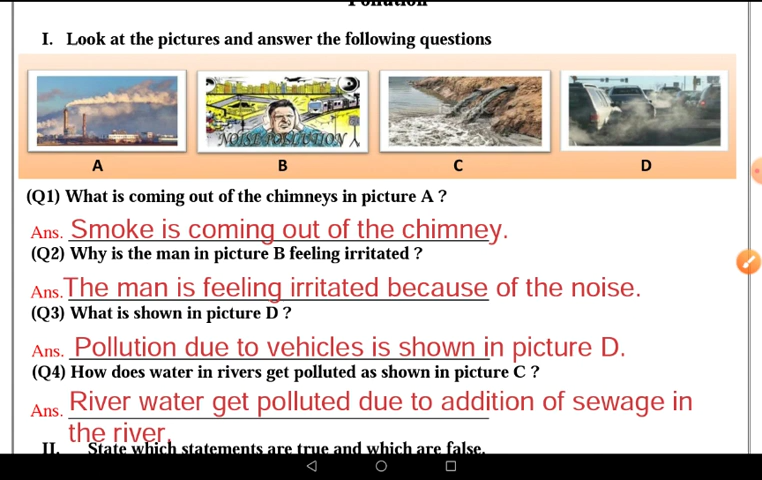 Pollution
I. Look at the pictures and answer the following questions
NOISE POLLUTION
A B C D
(Q1) What is coming out of the chimneys in picture A ?
Ans. Smoke is coming out of the chimney.
(Q2) Why is the man in picture B feeling irritated ?
Ans. The man is feeling irritated because of the noise.
(Q3) What is shown in picture D ?
Ans. Pollution due to vehicles is shown in picture D.
(Q4) How does water in rivers get polluted as shown in picture C ?
Ans. River water get polluted due to addition of sewage in
the river.
II. State which statements are true and which are false.